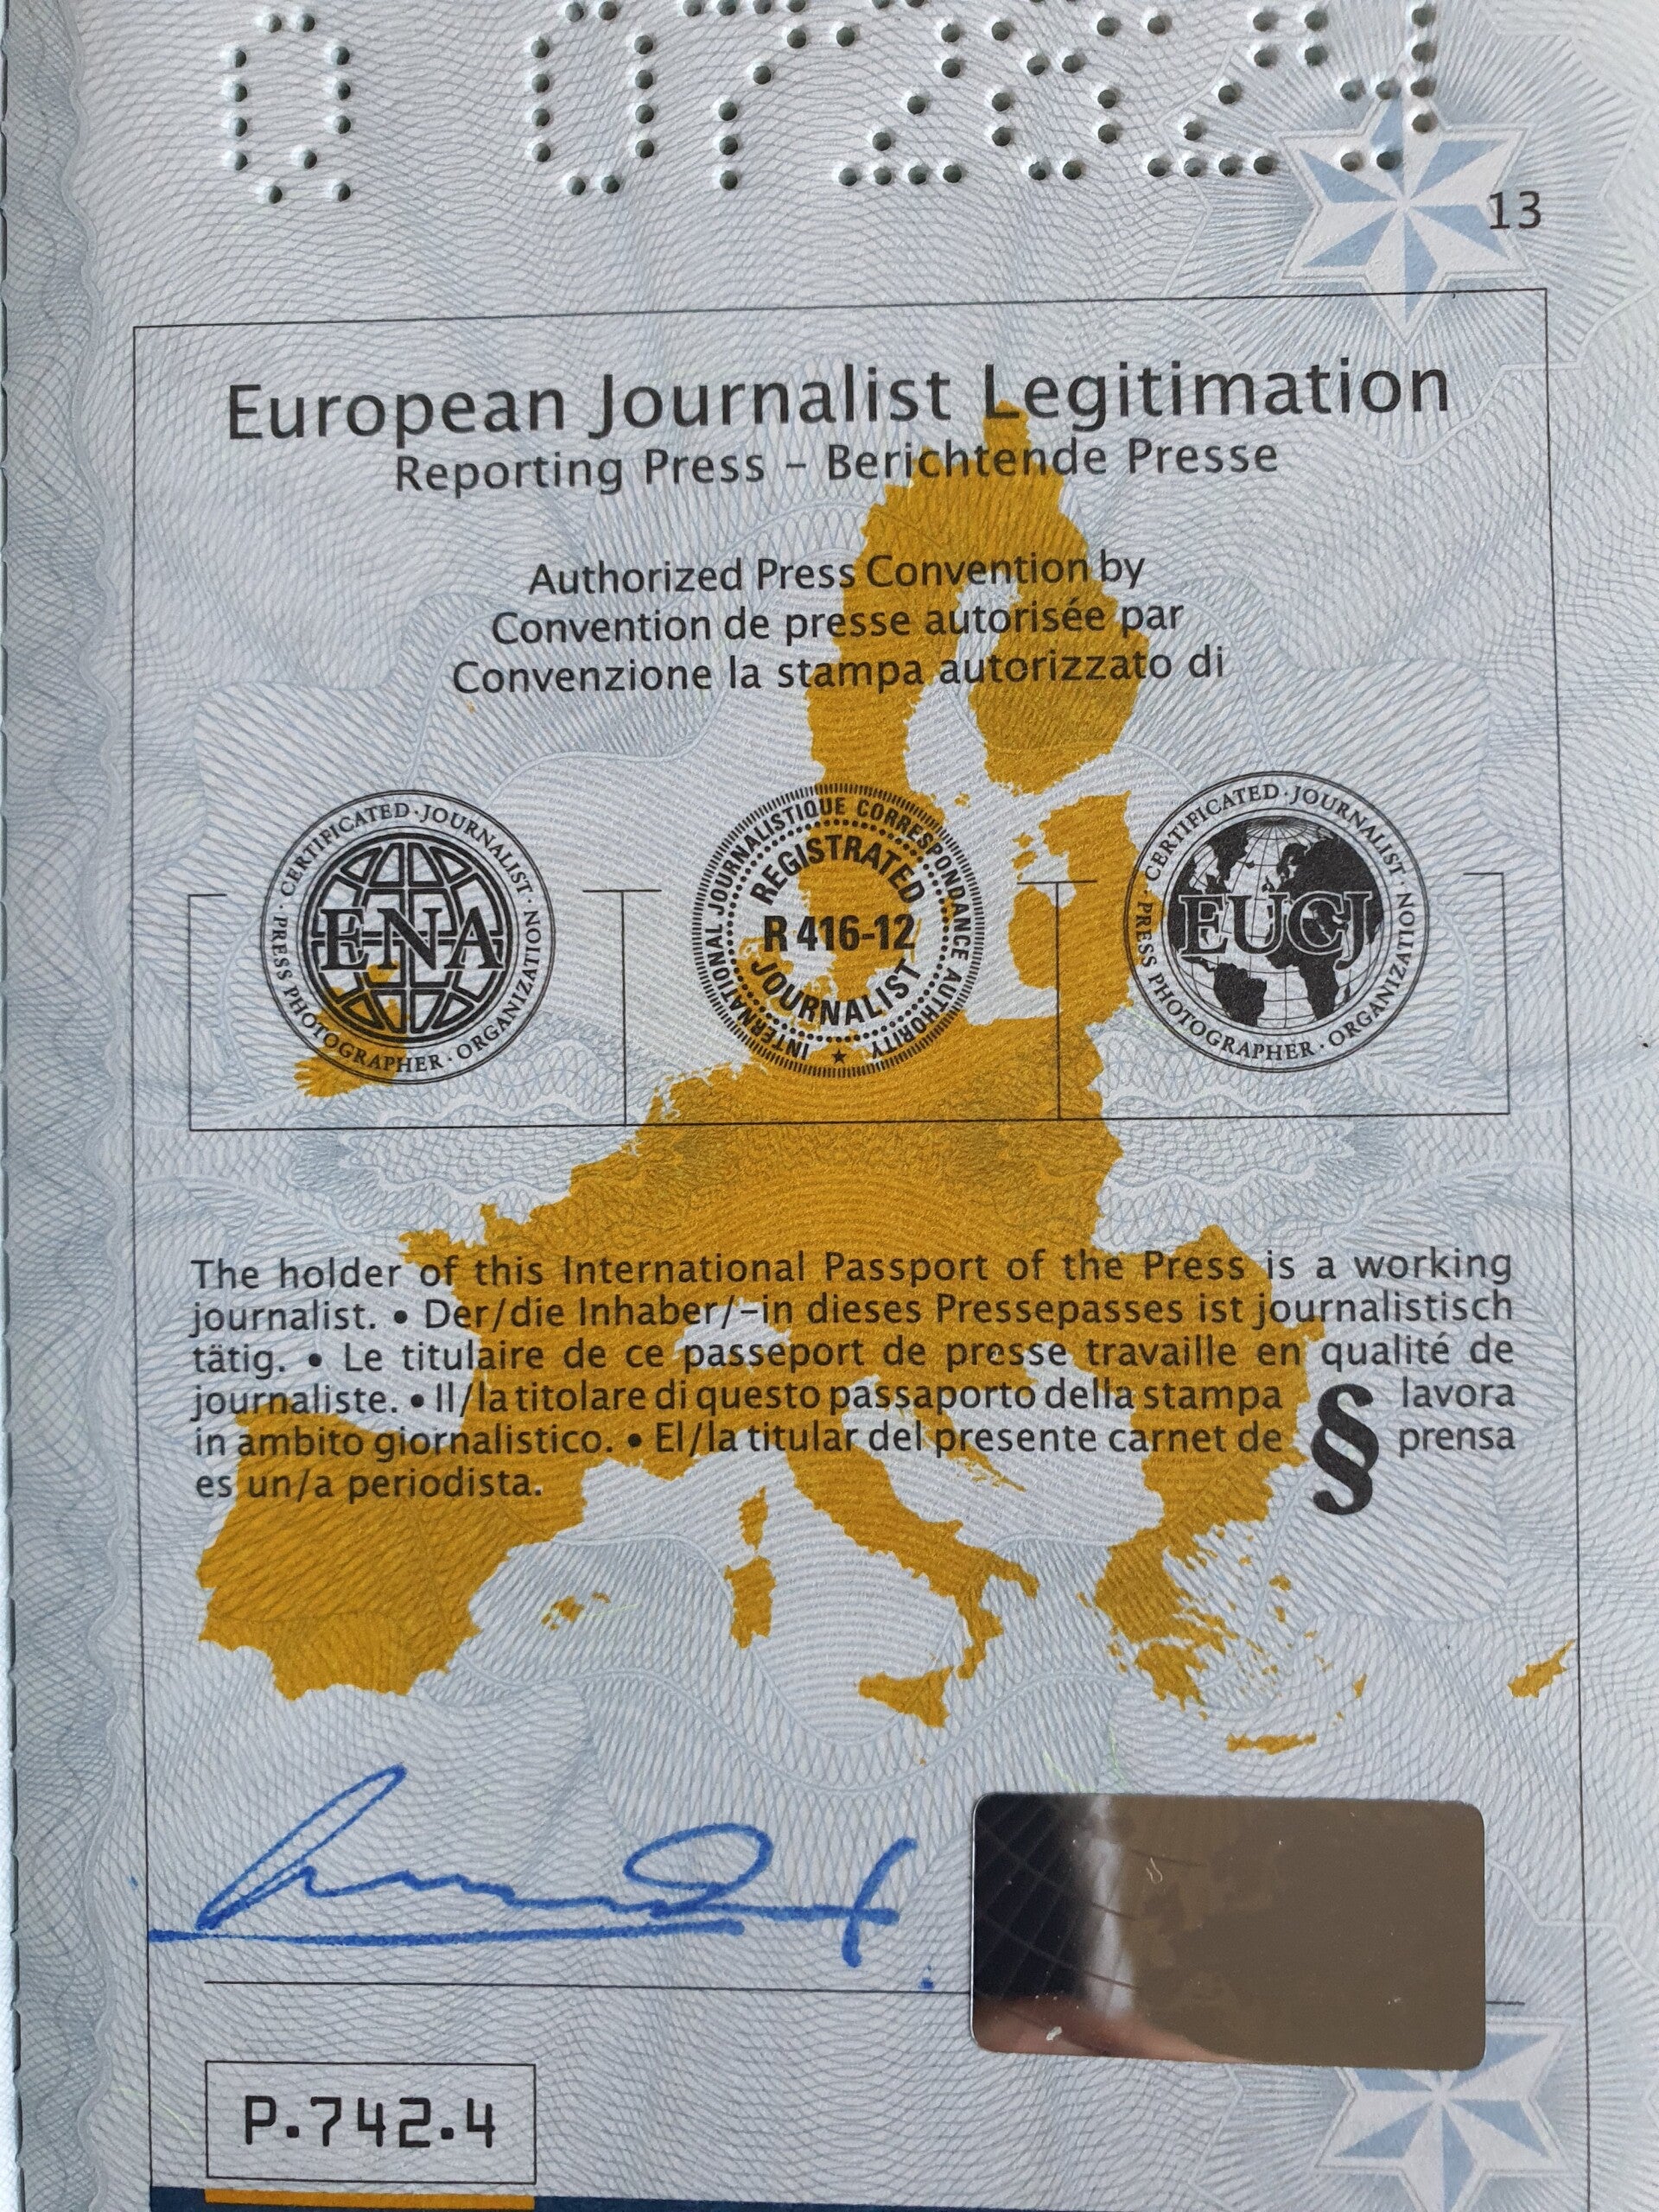 Q 07284
13
European Journalist Legitimation
Reporting Press – Berichtende Presse
Authorized Press Convention by
Convention de presse autorisée par
Convenzione la stampa autorizzato di
· CERTIFICATED · JOURNALIST · NOTION
ENA
PRESS PHOTOGRAPHER · ORGANIZATION
INTERNATIONAL JOURNALISTIQUE CORRESPONDANCE AUTHORITY ★
REGISTRATED
R 416-12
JOURNALIST
· CERTIFICATED · JOURNALIST · NOTION
EUCJ
PRESS PHOTOGRAPHER · ORGANIZATION
The holder of this International Passport of the Press is a working
journalist. • Der/die Inhaber/-in dieses Pressepasses ist journalistisch
tätig. • Le titulaire de ce passeport de presse travaille en qualité de
journaliste. • Il/la titolare di questo passaporto della stampa § lavora
in ambito giornalistico. • El/la titular del presente carnet de prensa
es un/a periodista.
P.742.4